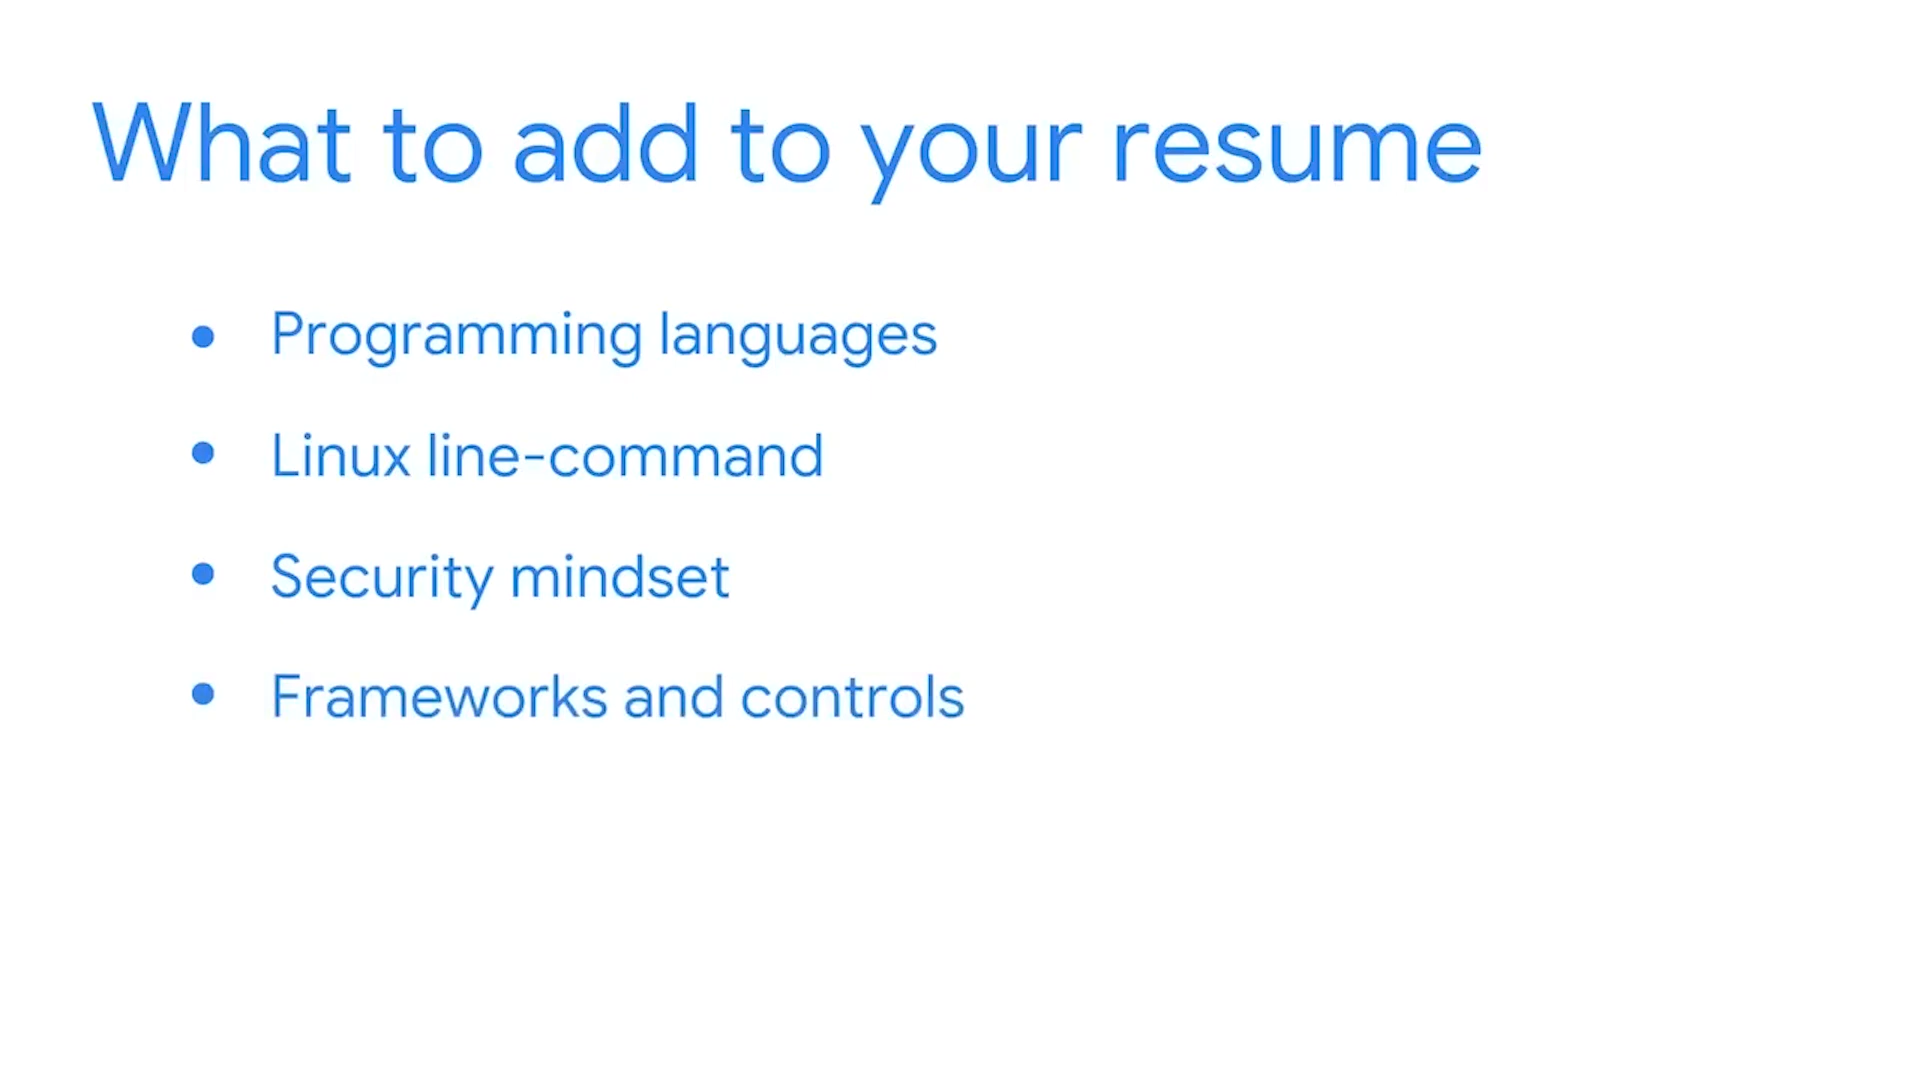 What to add to your resume
• Programming languages
• Linux line-command
• Security mindset
• Frameworks and controls